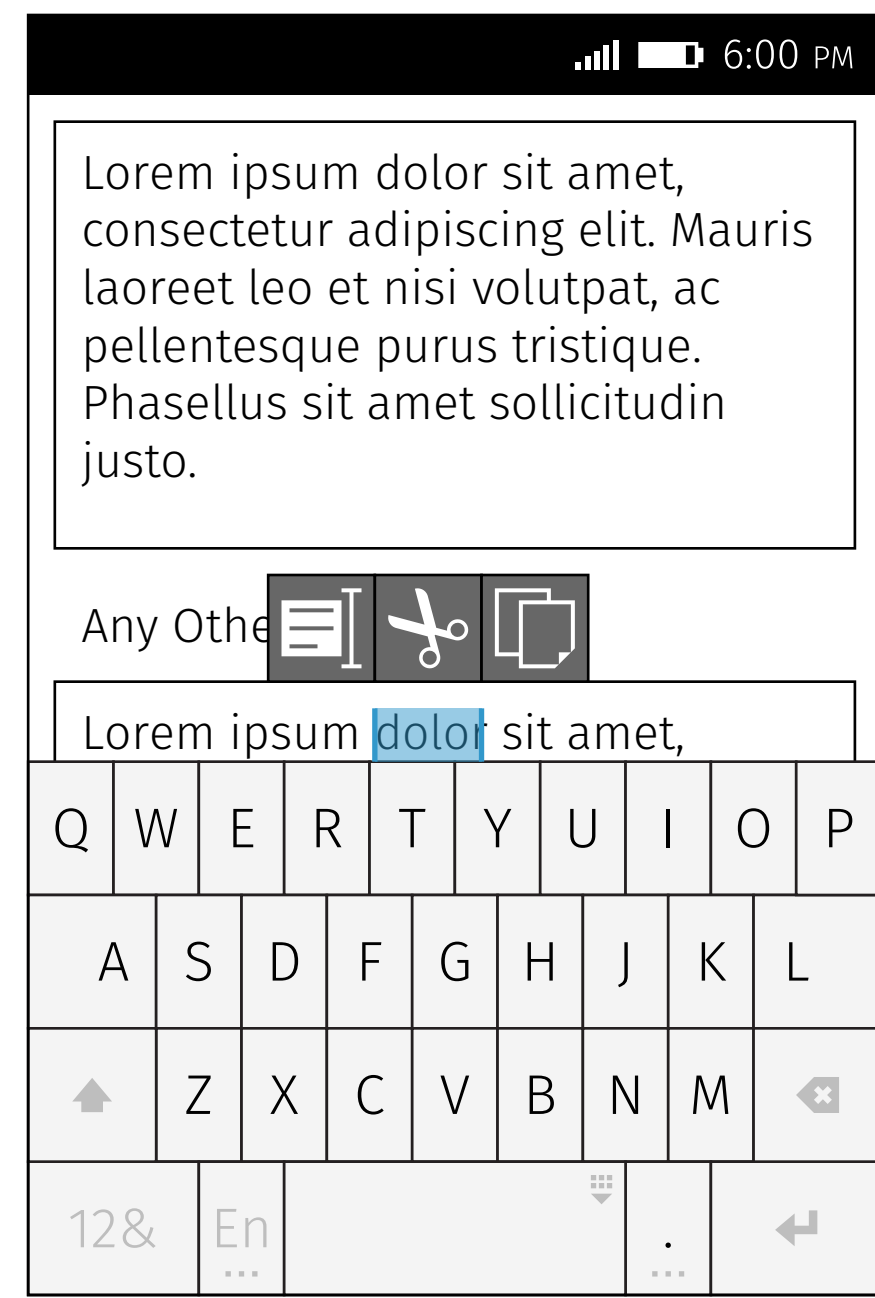 6:00 PM
Lorem ipsum dolor sit amet,
consectetur adipiscing elit. Mauris
laoreet leo et nisi volutpat, ac
pellentesque purus tristique.
Phasellus sit amet sollicitudin
justo.
Any Othe
Lorem ipsum dolor sit amet,
Q W E R T Y U I O P
A S D F G H J K L
Z X C V B N M
12& En .